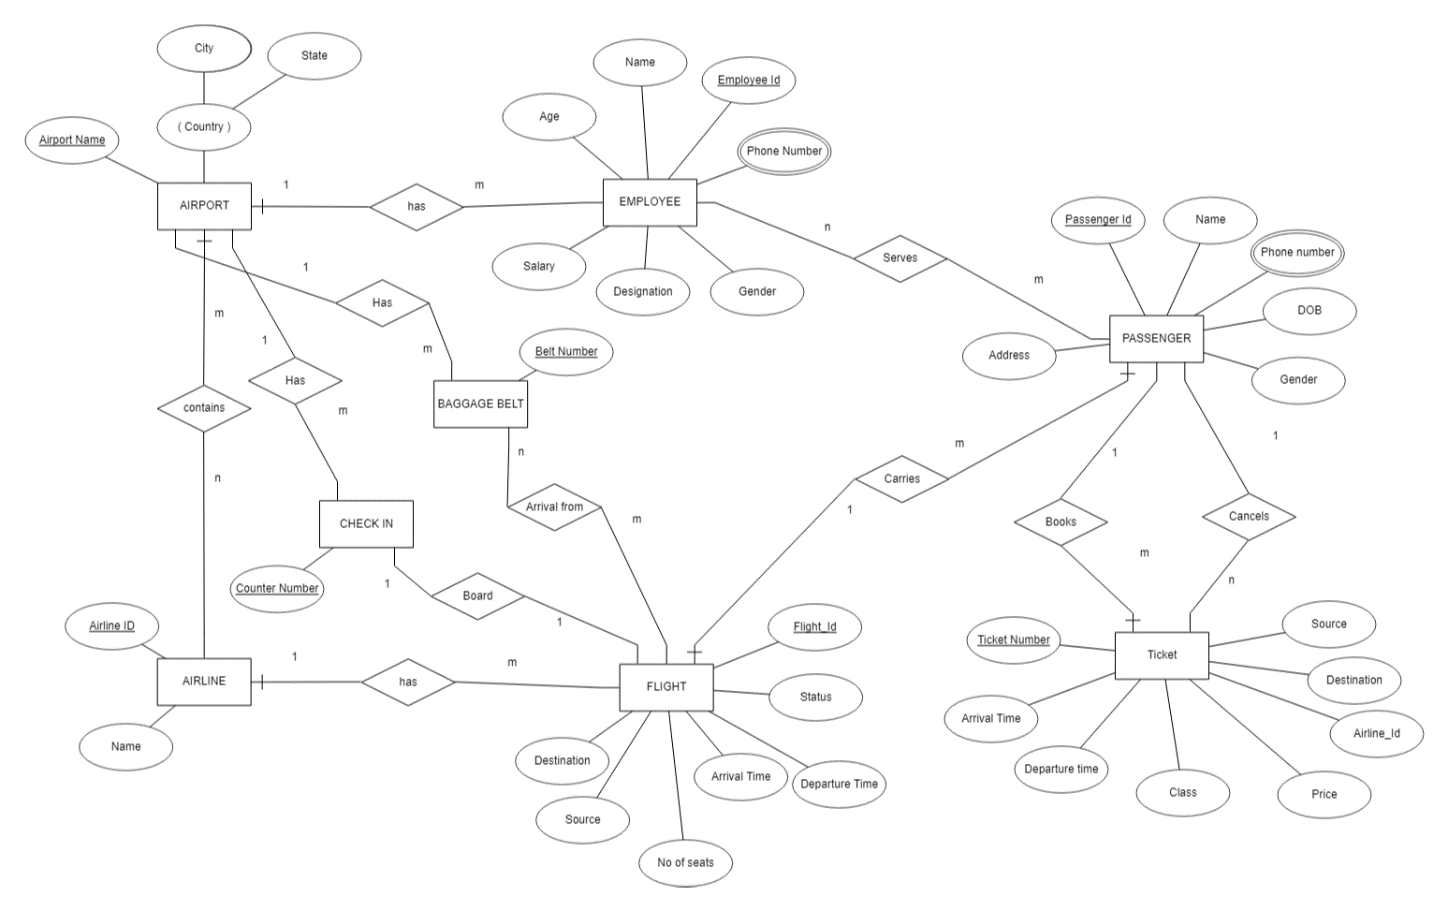 City
State
( Country )
Airport Name
AIRPORT
1
has
m
Name
Employee Id
Age
Phone Number
EMPLOYEE
Salary
Designation
Gender
n
Serves
m
Passenger Id
Name
Phone number
DOB
PASSENGER
Address
Gender
1
Has
m
m
1
Has
m
contains
n
Belt Number
BAGGAGE BELT
n
Arrival from
m
m
Carries
1
1
Books
m
1
Cancels
n
CHECK IN
Counter Number
1
Board
1
Airline ID
AIRLINE
Name
1
has
m
FLIGHT
Flight_Id
Status
Destination
Arrival Time
Departure Time
Source
No of seats
Ticket Number
Ticket
Source
Destination
Airline_Id
Arrival Time
Departure time
Class
Price